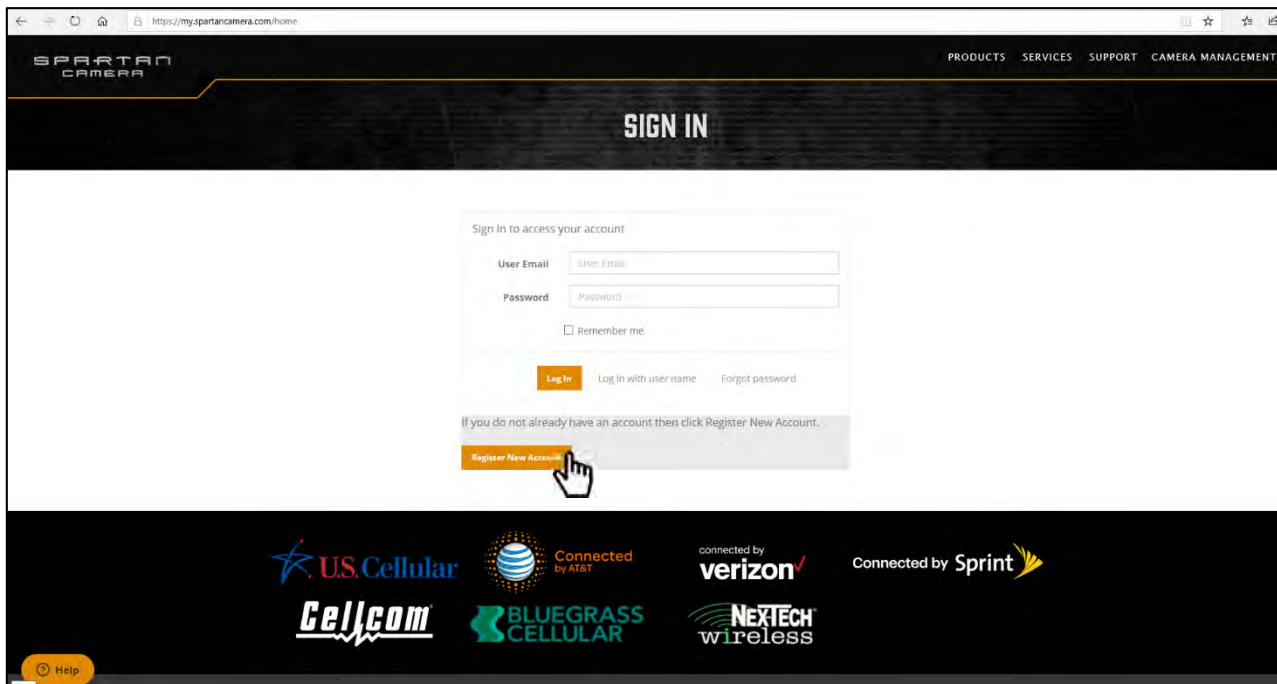 https://my.spartancamera.com/home
SPARTAN
CAMERA
PRODUCTS SERVICES SUPPORT CAMERA MANAGEMENT
SIGN IN
Sign In to access your account
User Email User Email
Password Password
Remember me
Log In Log in with user name Forgot password
If you do not already have an account then click Register New Account.
Register New
U.S. Cellular
Connected
by AT&T
connected by
verizon
Connected by Sprint
Cellcom
BLUEGRASS
CELLULAR
NEX-TECH
wireless
Help